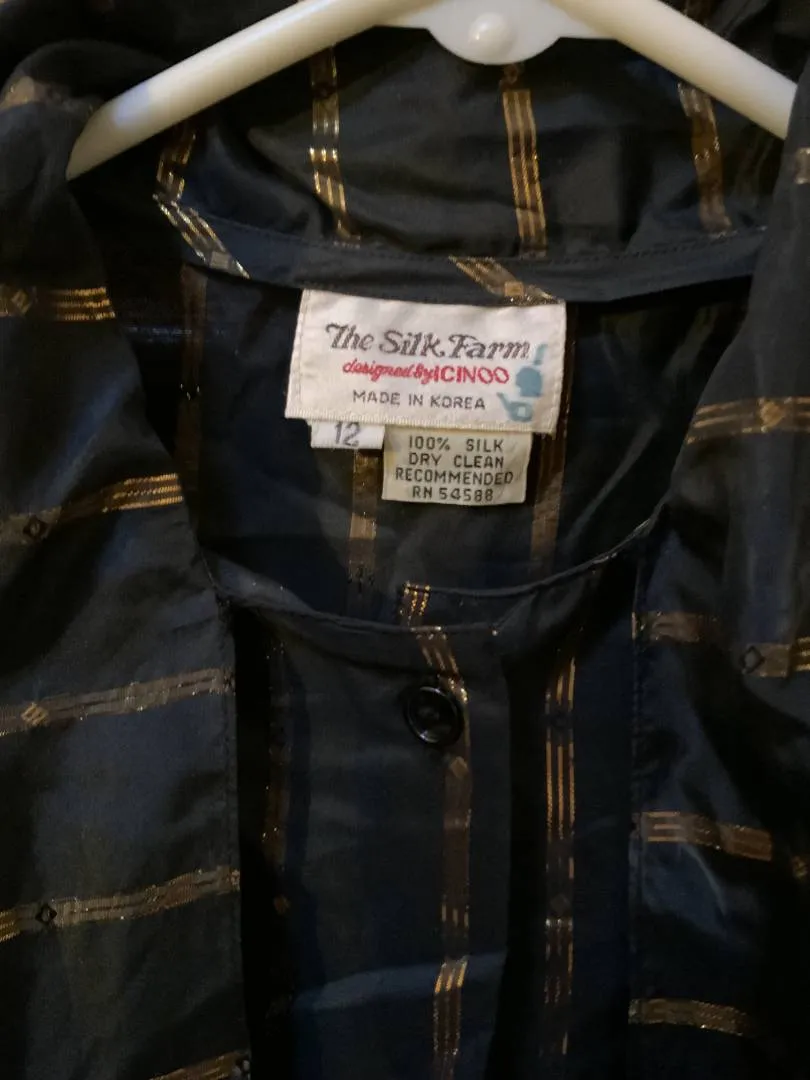 The Silk Farm
designed by ICINOO
MADE IN KOREA
12
100% SILK
DRY CLEAN
RECOMMENDED
RN 54588